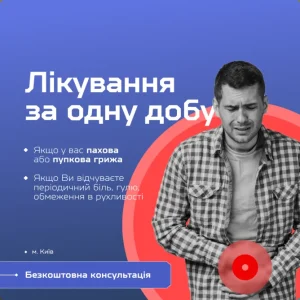 Лікування
за одну добу
Якщо у вас пахова
або пупкова грижа
Якщо Ви відчуваєте
періодичний біль, гулю,
обмеження в рухливості
м. Київ
Безкоштовна консультація